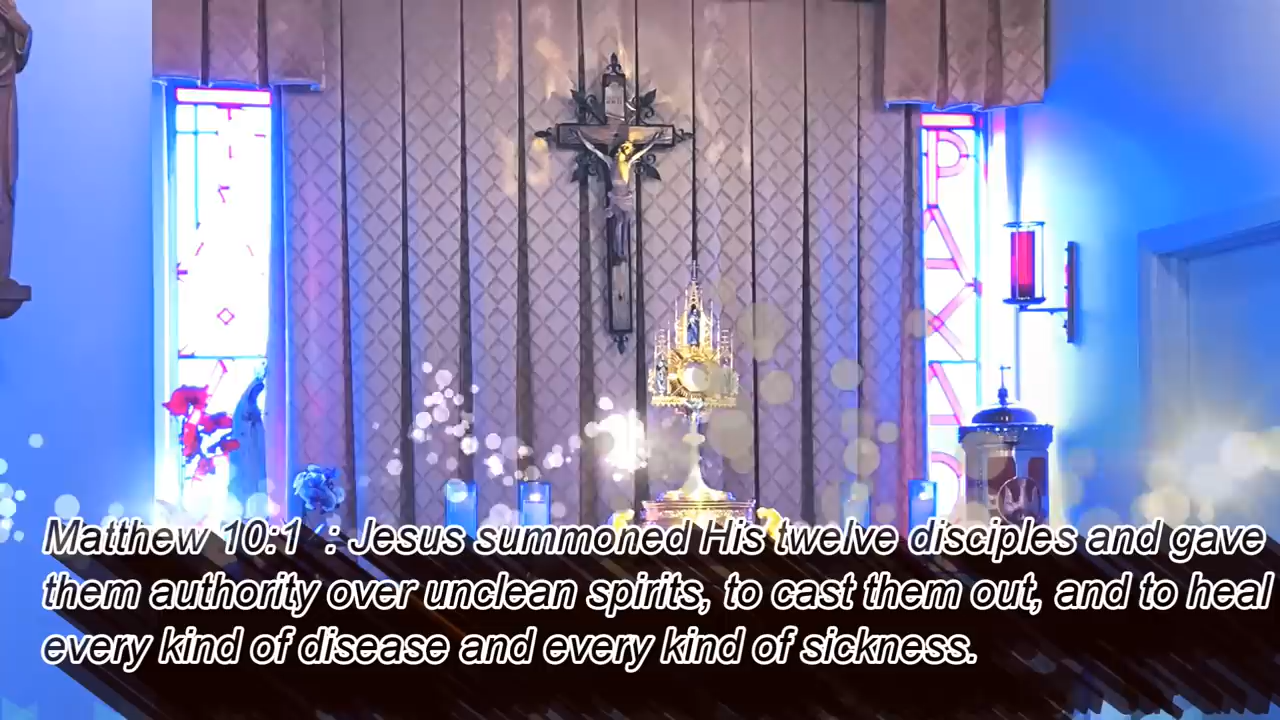 Matthew 10:1 : Jesus summoned His twelve disciples and gave
them authority over unclean spirits, to cast them out, and to heal
every kind of disease and every kind of sickness.